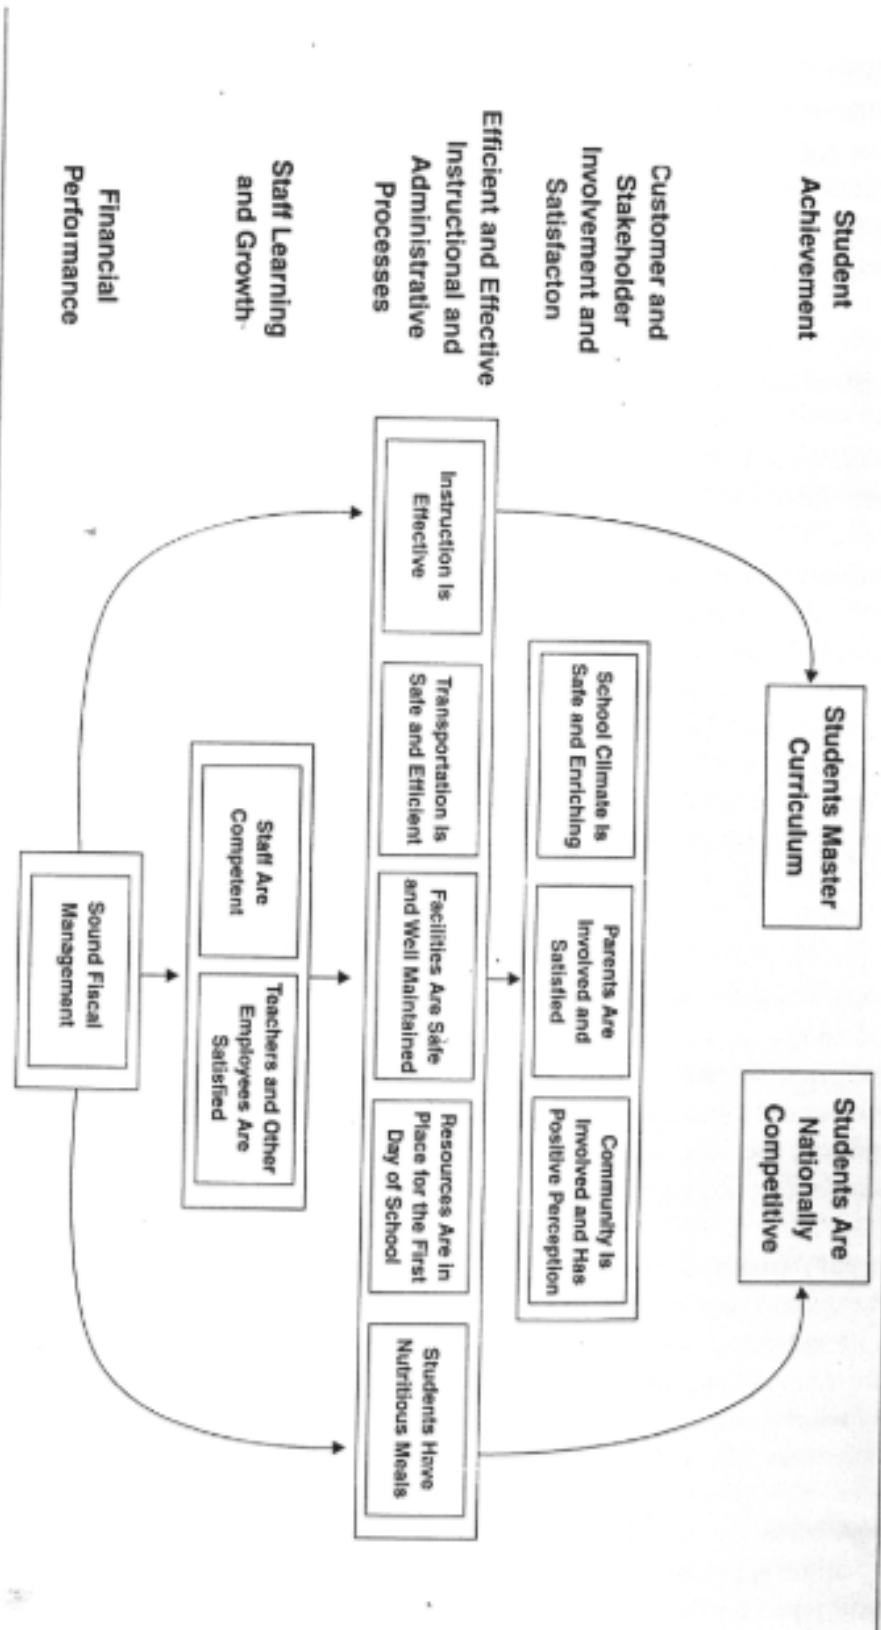 Student
Achievement
Students Master
Curriculum
Students Are
Nationally
Competitive
Customer and
Stakeholder
Involvement and
Satisfacton
School Climate Is
Safe and Enriching
Parents Are
Involved and
Satisfied
Community Is
Involved and Has
Positive Perception
Efficient and Effective
Instructional and
Administrative
Processes
Instruction Is
Effective
Transportation Is
Safe and Efficient
Facilities Are Safe
and Well Maintained
Resources Are in
Place for the First
Day of School
Students Have
Nutritious Meals
Staff Learning
and Growth
Staff Are
Competent
Teachers and Other
Employees Are
Satisfied
Financial
Performance
Sound Fiscal
Management